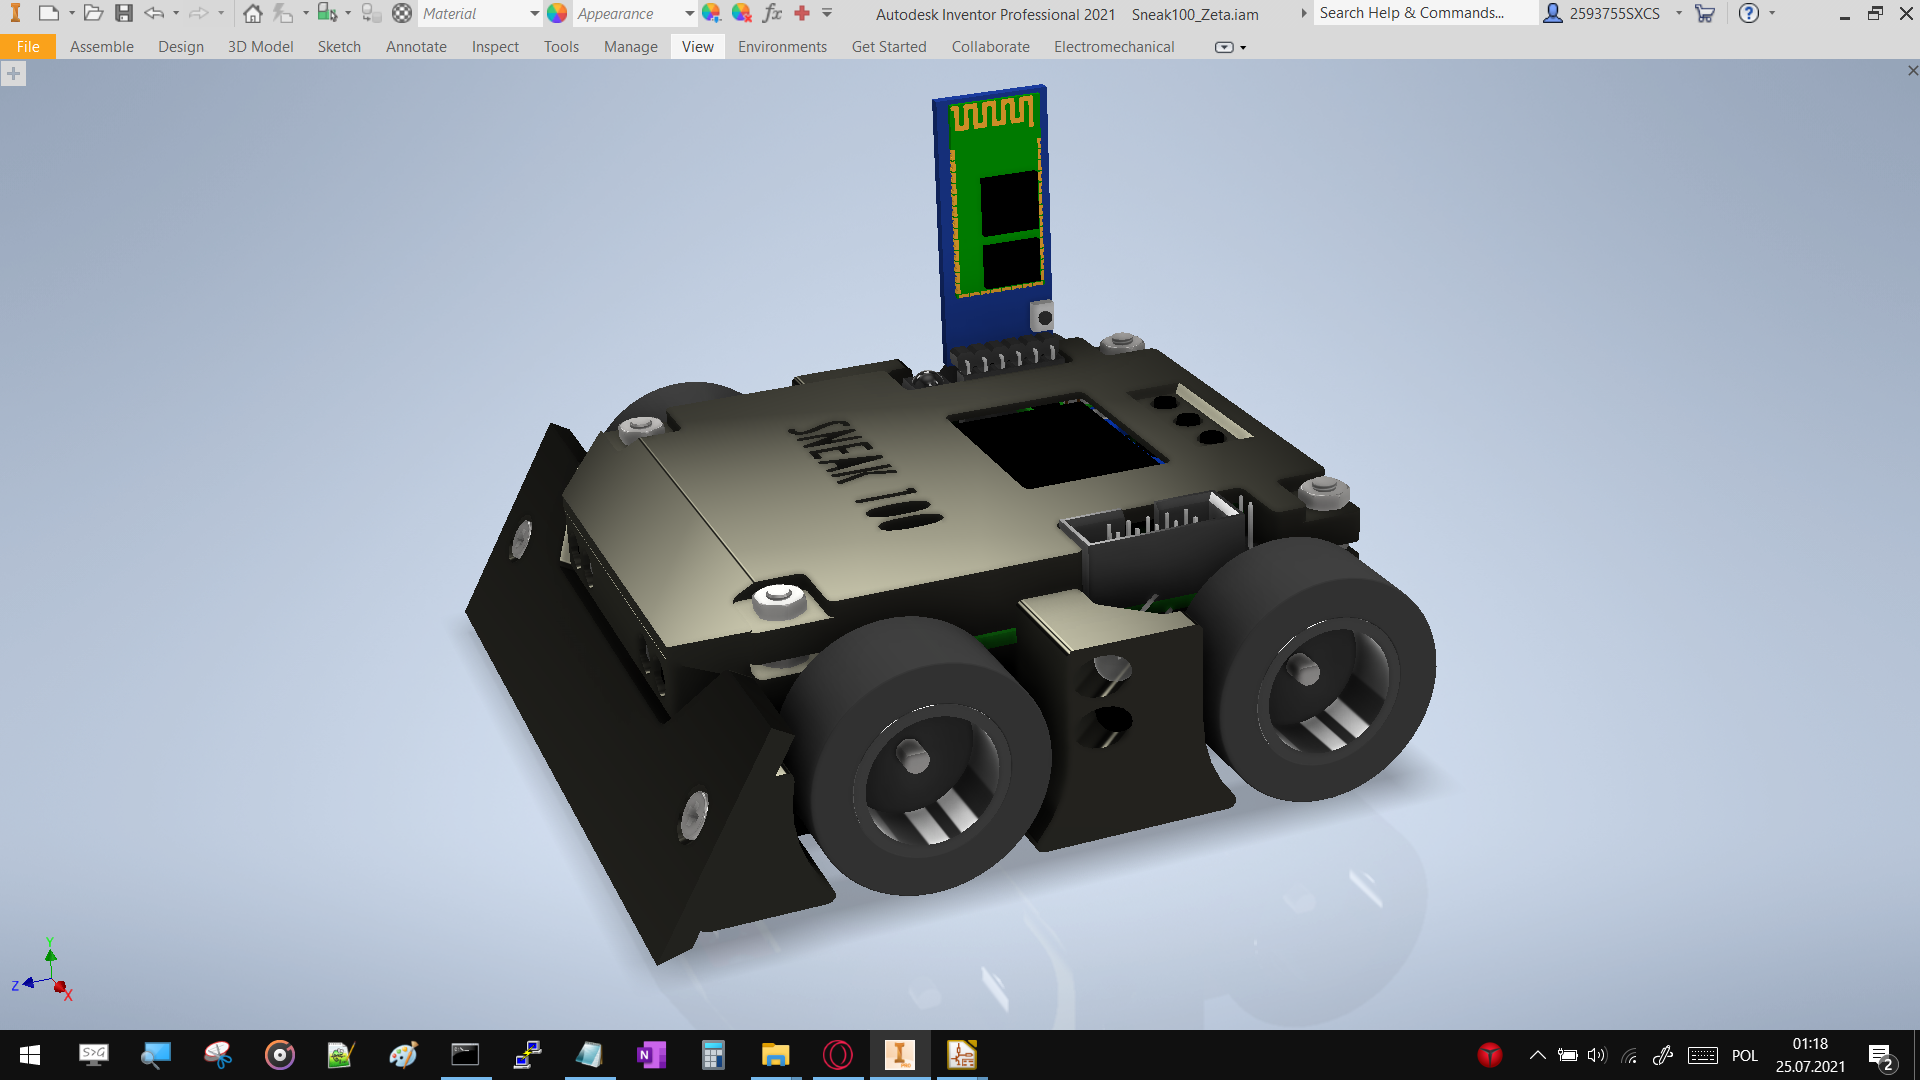 Material
Appearance
Autodesk Inventor Professional 2021 Sneak100_Zeta.iam
Search Help & Commands...
2593755SXCS
File Assemble Design 3D Model Sketch Annotate Inspect Tools Manage View Environments Get Started Collaborate Electromechanical
SNEAK 100
Y
Z
X
S>G
N
I
PRO
POL
01:18
25.07.2021
2